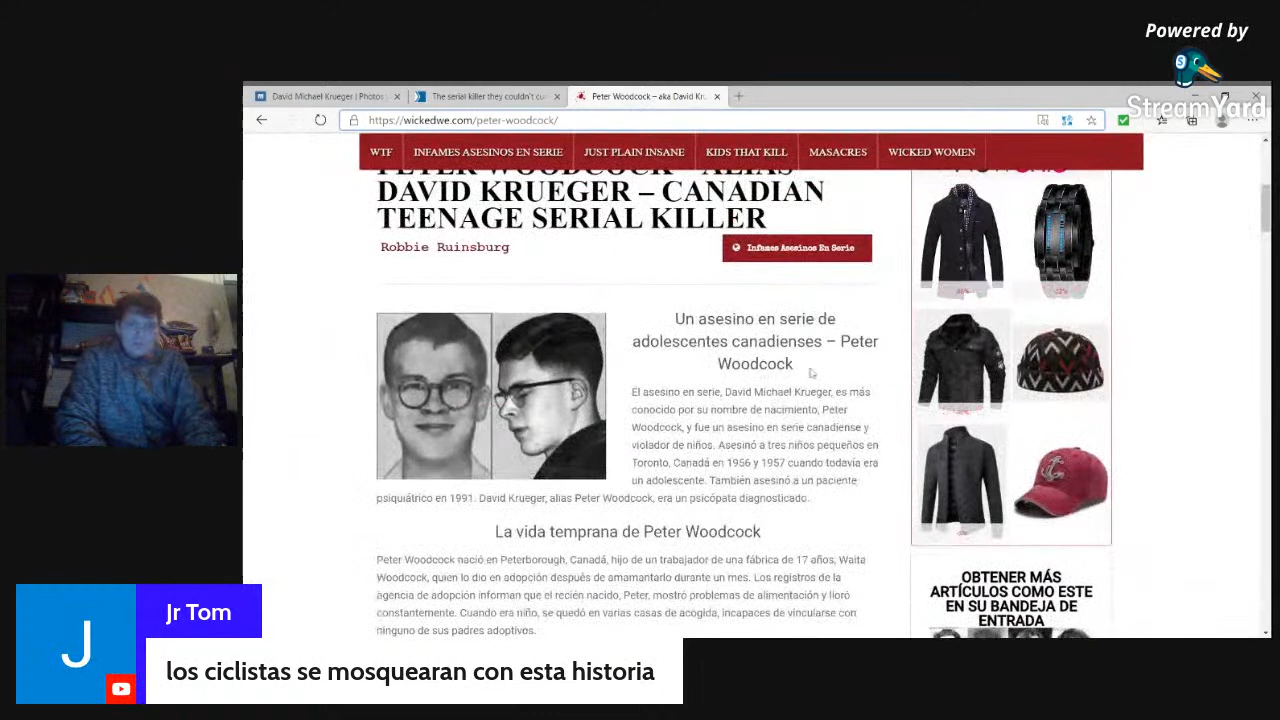 Powered by
StreamYard
David Michael Krueger | Photos
The serial killer they couldn't cu
Peter Woodcock – aka David Kru
https://wickedwe.com/peter-woodcock/
WTF
INFAMES ASESINOS EN SERIE
JUST PLAIN INSANE
KIDS THAT KILL
MASACRES
WICKED WOMEN
PETER WOODCOCK – ALIAS
DAVID KRUEGER – CANADIAN
TEENAGE SERIAL KILLER
Robbie Ruinsburg
Infames Asesinos En Serie
Un asesino en serie de
adolescentes canadienses – Peter
Woodcock
El asesino en serie, David Michael Krueger, es más
conocido por su nombre de nacimiento, Peter
Woodcock, y fue un asesino en serie canadiense y
violador de niños. Asesinó a tres niños pequeños en
Toronto, Canadá en 1956 y 1957 cuando todavía era
un adolescente. También asesinó a un paciente
psiquiátrico en 1991. David Krueger, alias Peter Woodcock, era un psicópata diagnosticado.
La vida temprana de Peter Woodcock
Peter Woodcock nació en Peterborough, Canadá, hijo de un trabajador de una fábrica de 17 años, Waita
Woodcock, quien lo dio en adopción después de amamantarlo durante un mes. Los registros de la
agencia de adopción informan que el recién nacido, Peter, mostró problemas de alimentación y lloró
constantemente. Cuando era niño, se quedó en varias casas de acogida, incapaces de vincularse con
ninguno de sus padres adoptivos.
OBTENER MÁS
ARTÍCULOS COMO ESTE
EN SU BANDEJA DE
ENTRADA
J
Jr Tom
los ciclistas se mosquearan con esta historia